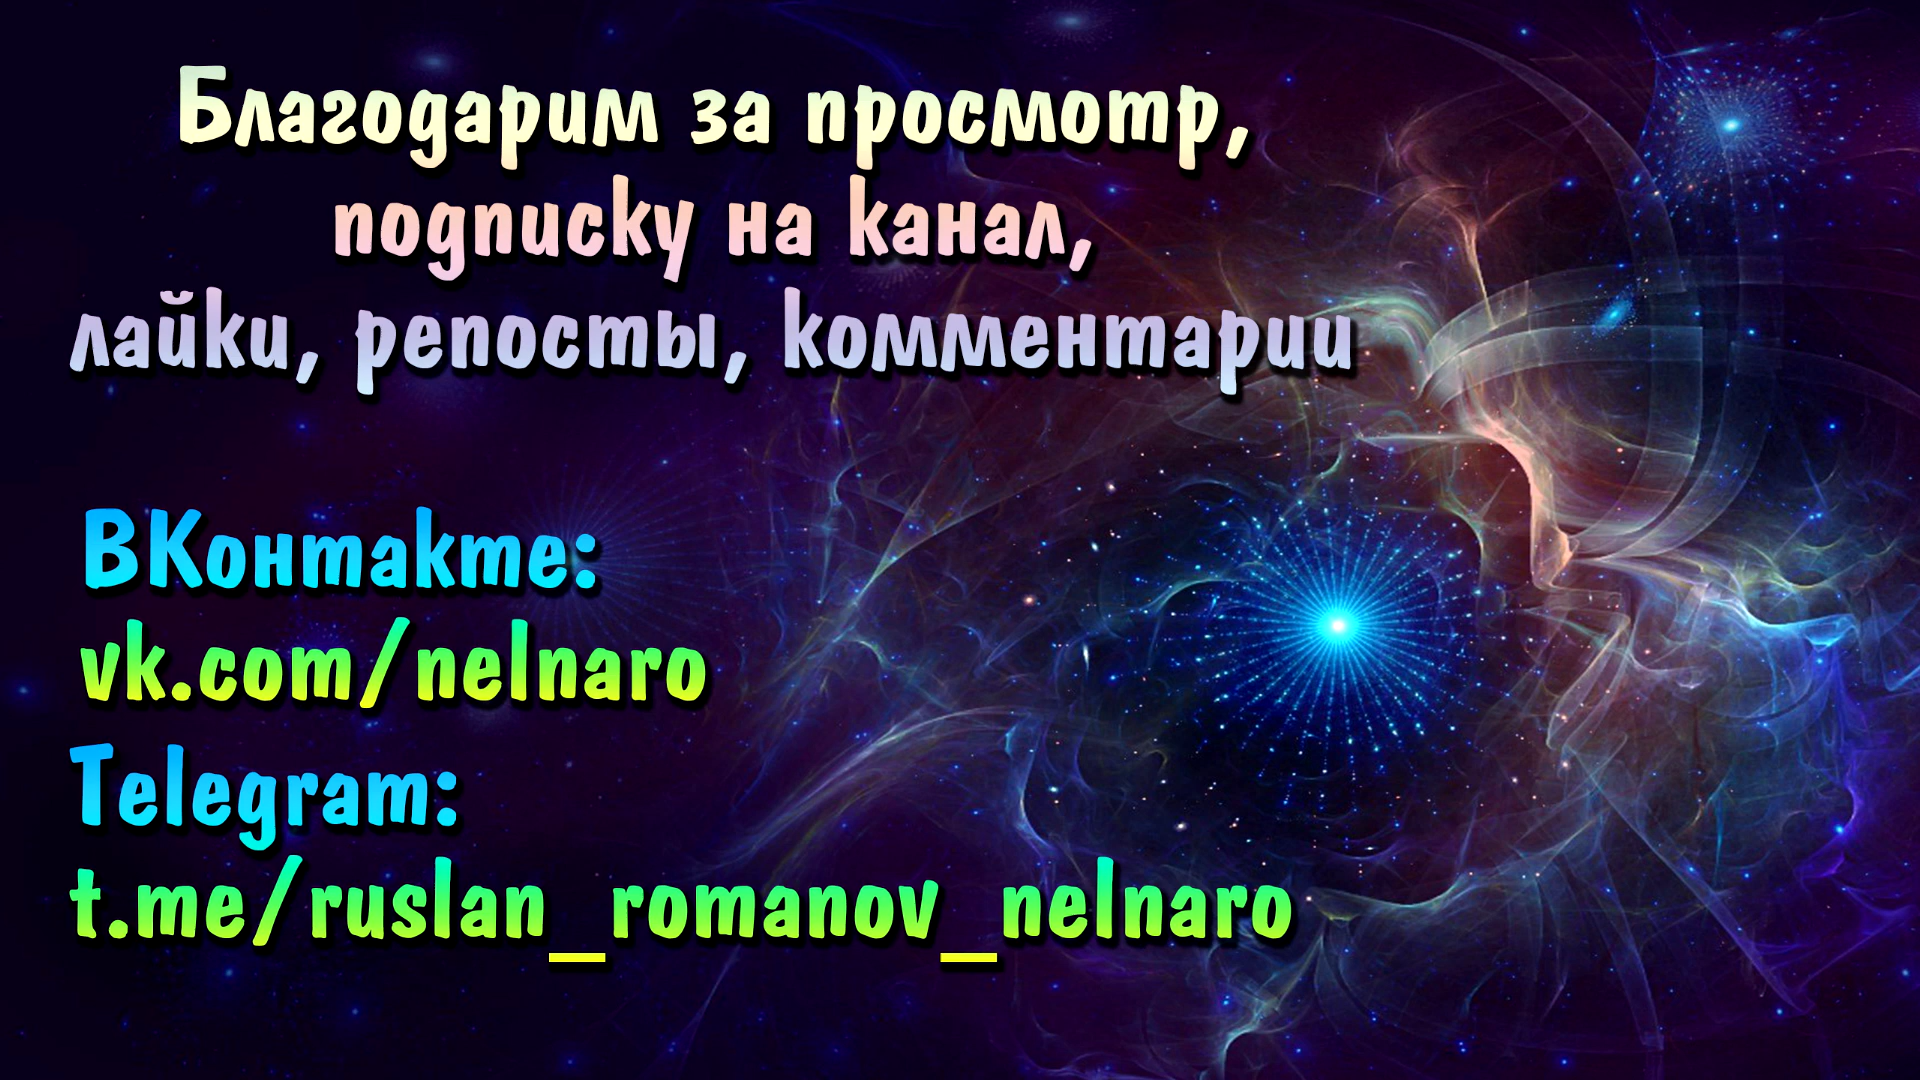 Благодарим за просмотр,
подписку на канал,
лайки, репосты, комментарии
ВКонтакте:
vk.com/nelnaro
Telegram:
t.me/ruslan_romanov_nelnaro